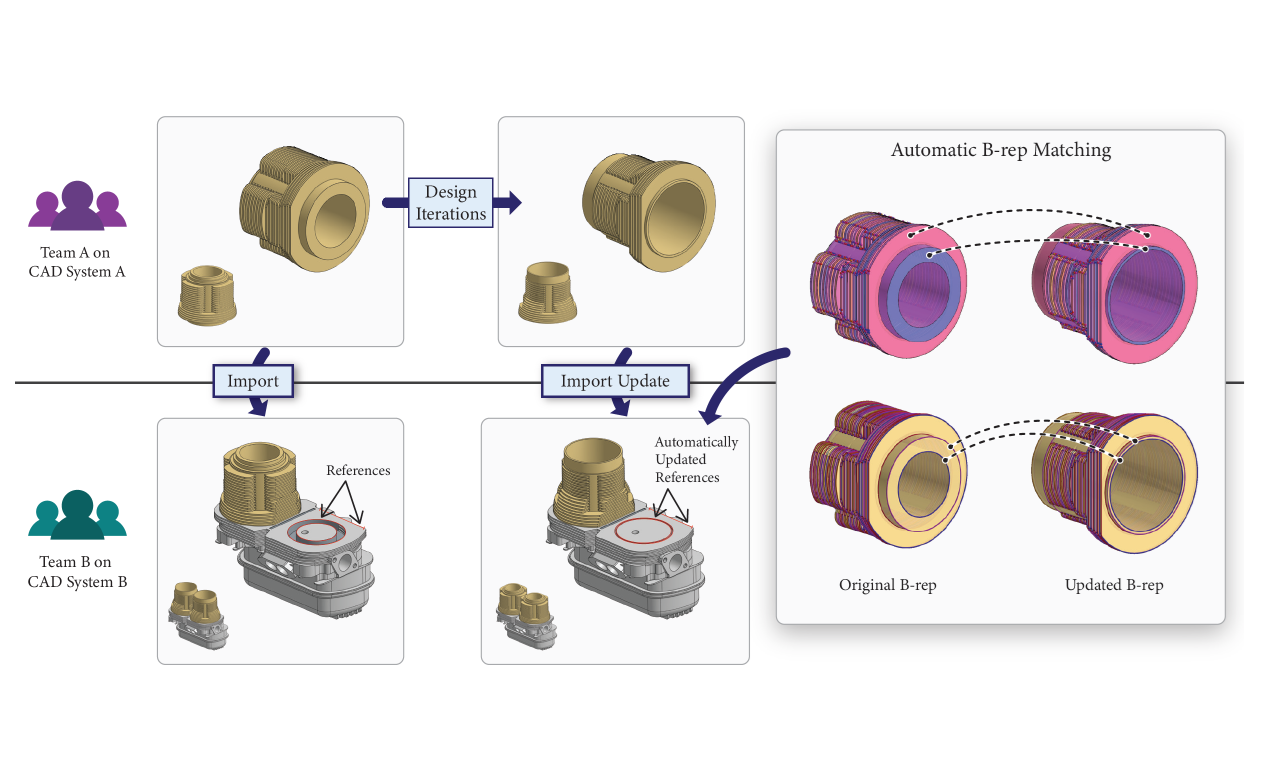 Automatic B-rep Matching
Design
Iterations
Team A on
CAD System A
Import
Import Update
References
Automatically
Updated
References
Team B on
CAD System B
Original B-rep
Updated B-rep